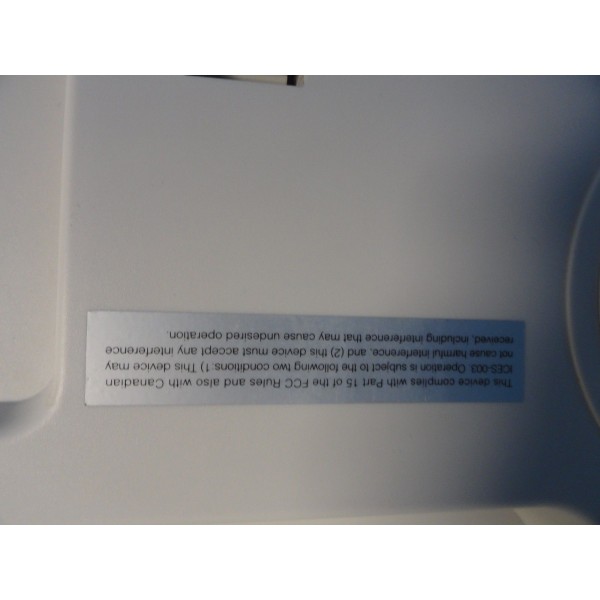 This device complies with Part 15 of the FCC Rules and also with Canadian
ICES-003. Operation is subject to the following two conditions: 1) This device may
not cause harmful interference, and (2) this device must accept any interference
received, including interference that may cause undesired operation.